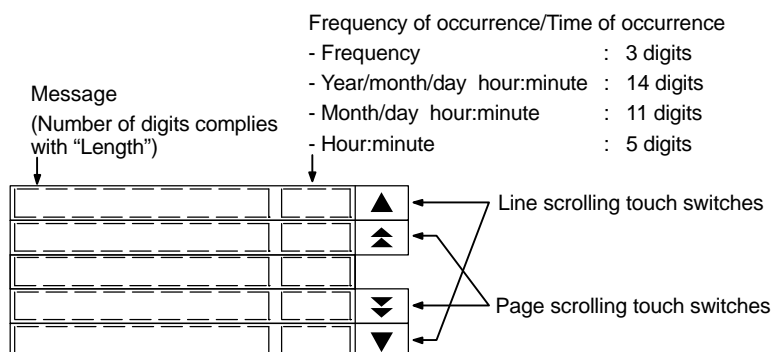 Frequency of occurrence/Time of occurrence
- Frequency : 3 digits
- Year/month/day hour:minute : 14 digits
- Month/day hour:minute : 11 digits
- Hour:minute : 5 digits
Message
(Number of digits complies
with “Length”)
Line scrolling touch switches
Page scrolling touch switches